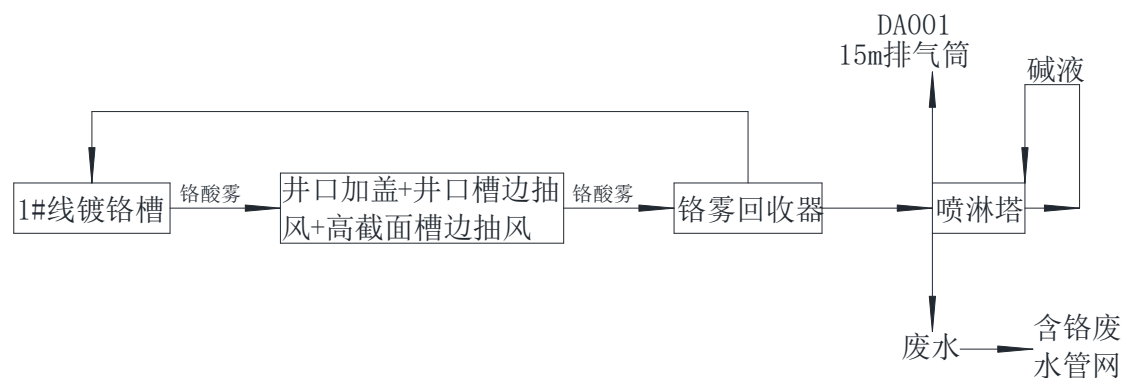 DA001
15m排气筒
碱液
1#线镀铬槽
铬酸雾
井口加盖+井口槽边抽
风+高截面槽边抽风
铬酸雾
铬雾回收器
喷淋塔
废水
含铬废
水管网